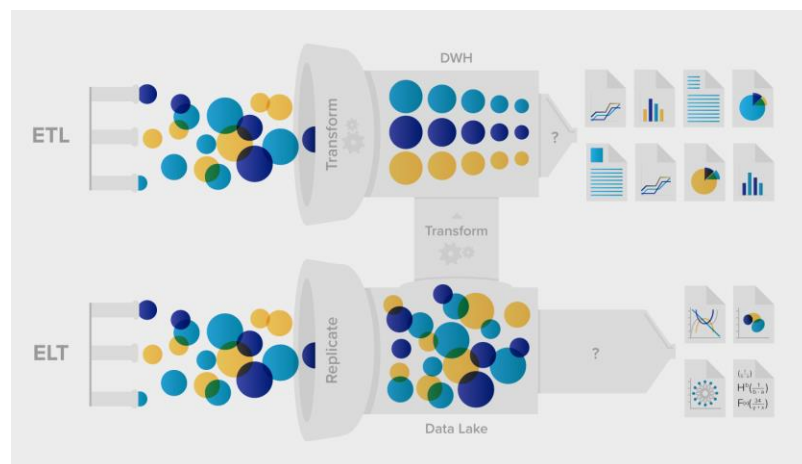 DWH
ETL
Transform
?
Transform
ELT
Replicate
?
Data Lake